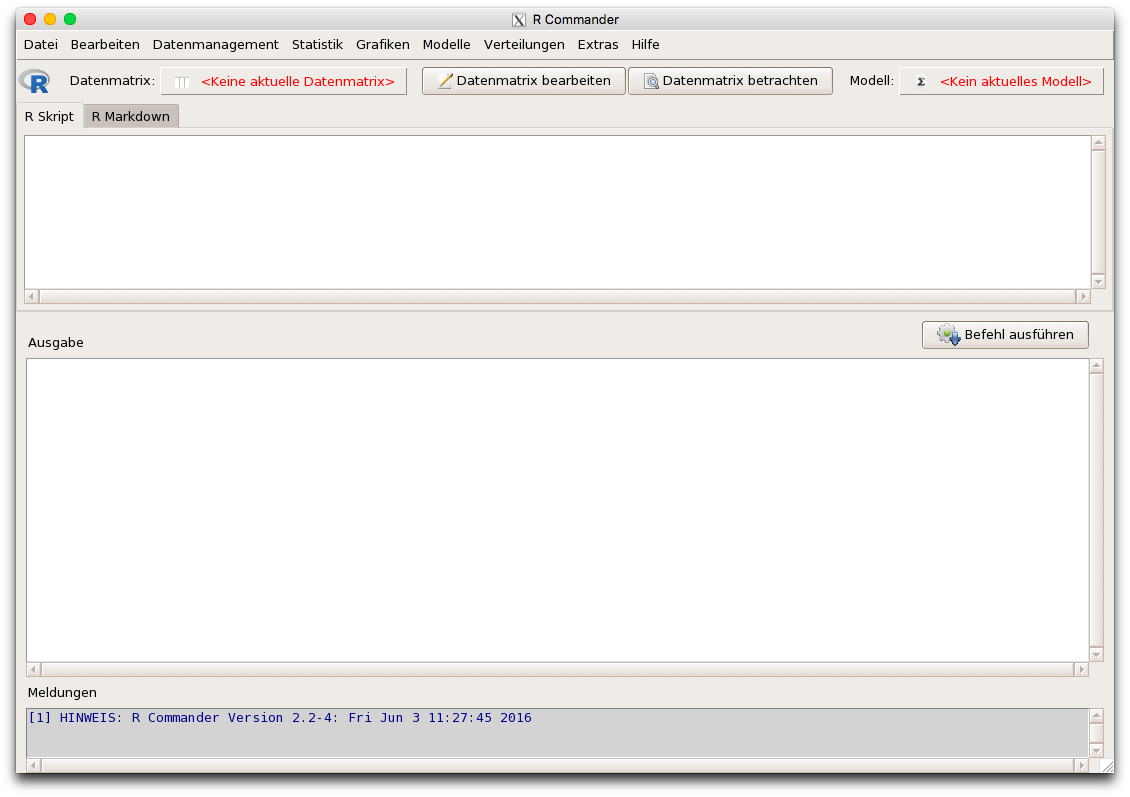 R Commander
Datei Bearbeiten Datenmanagement Statistik Grafiken Modelle Verteilungen Extras Hilfe
R Datenmatrix: <Keine aktuelle Datenmatrix> Datenmatrix bearbeiten Datenmatrix betrachten Modell: Σ <Kein aktuelles Modell>
R Skript R Markdown
Befehl ausführen
Ausgabe
Meldungen
[1] HINWEIS: R Commander Version 2.2-4: Fri Jun 3 11:27:45 2016